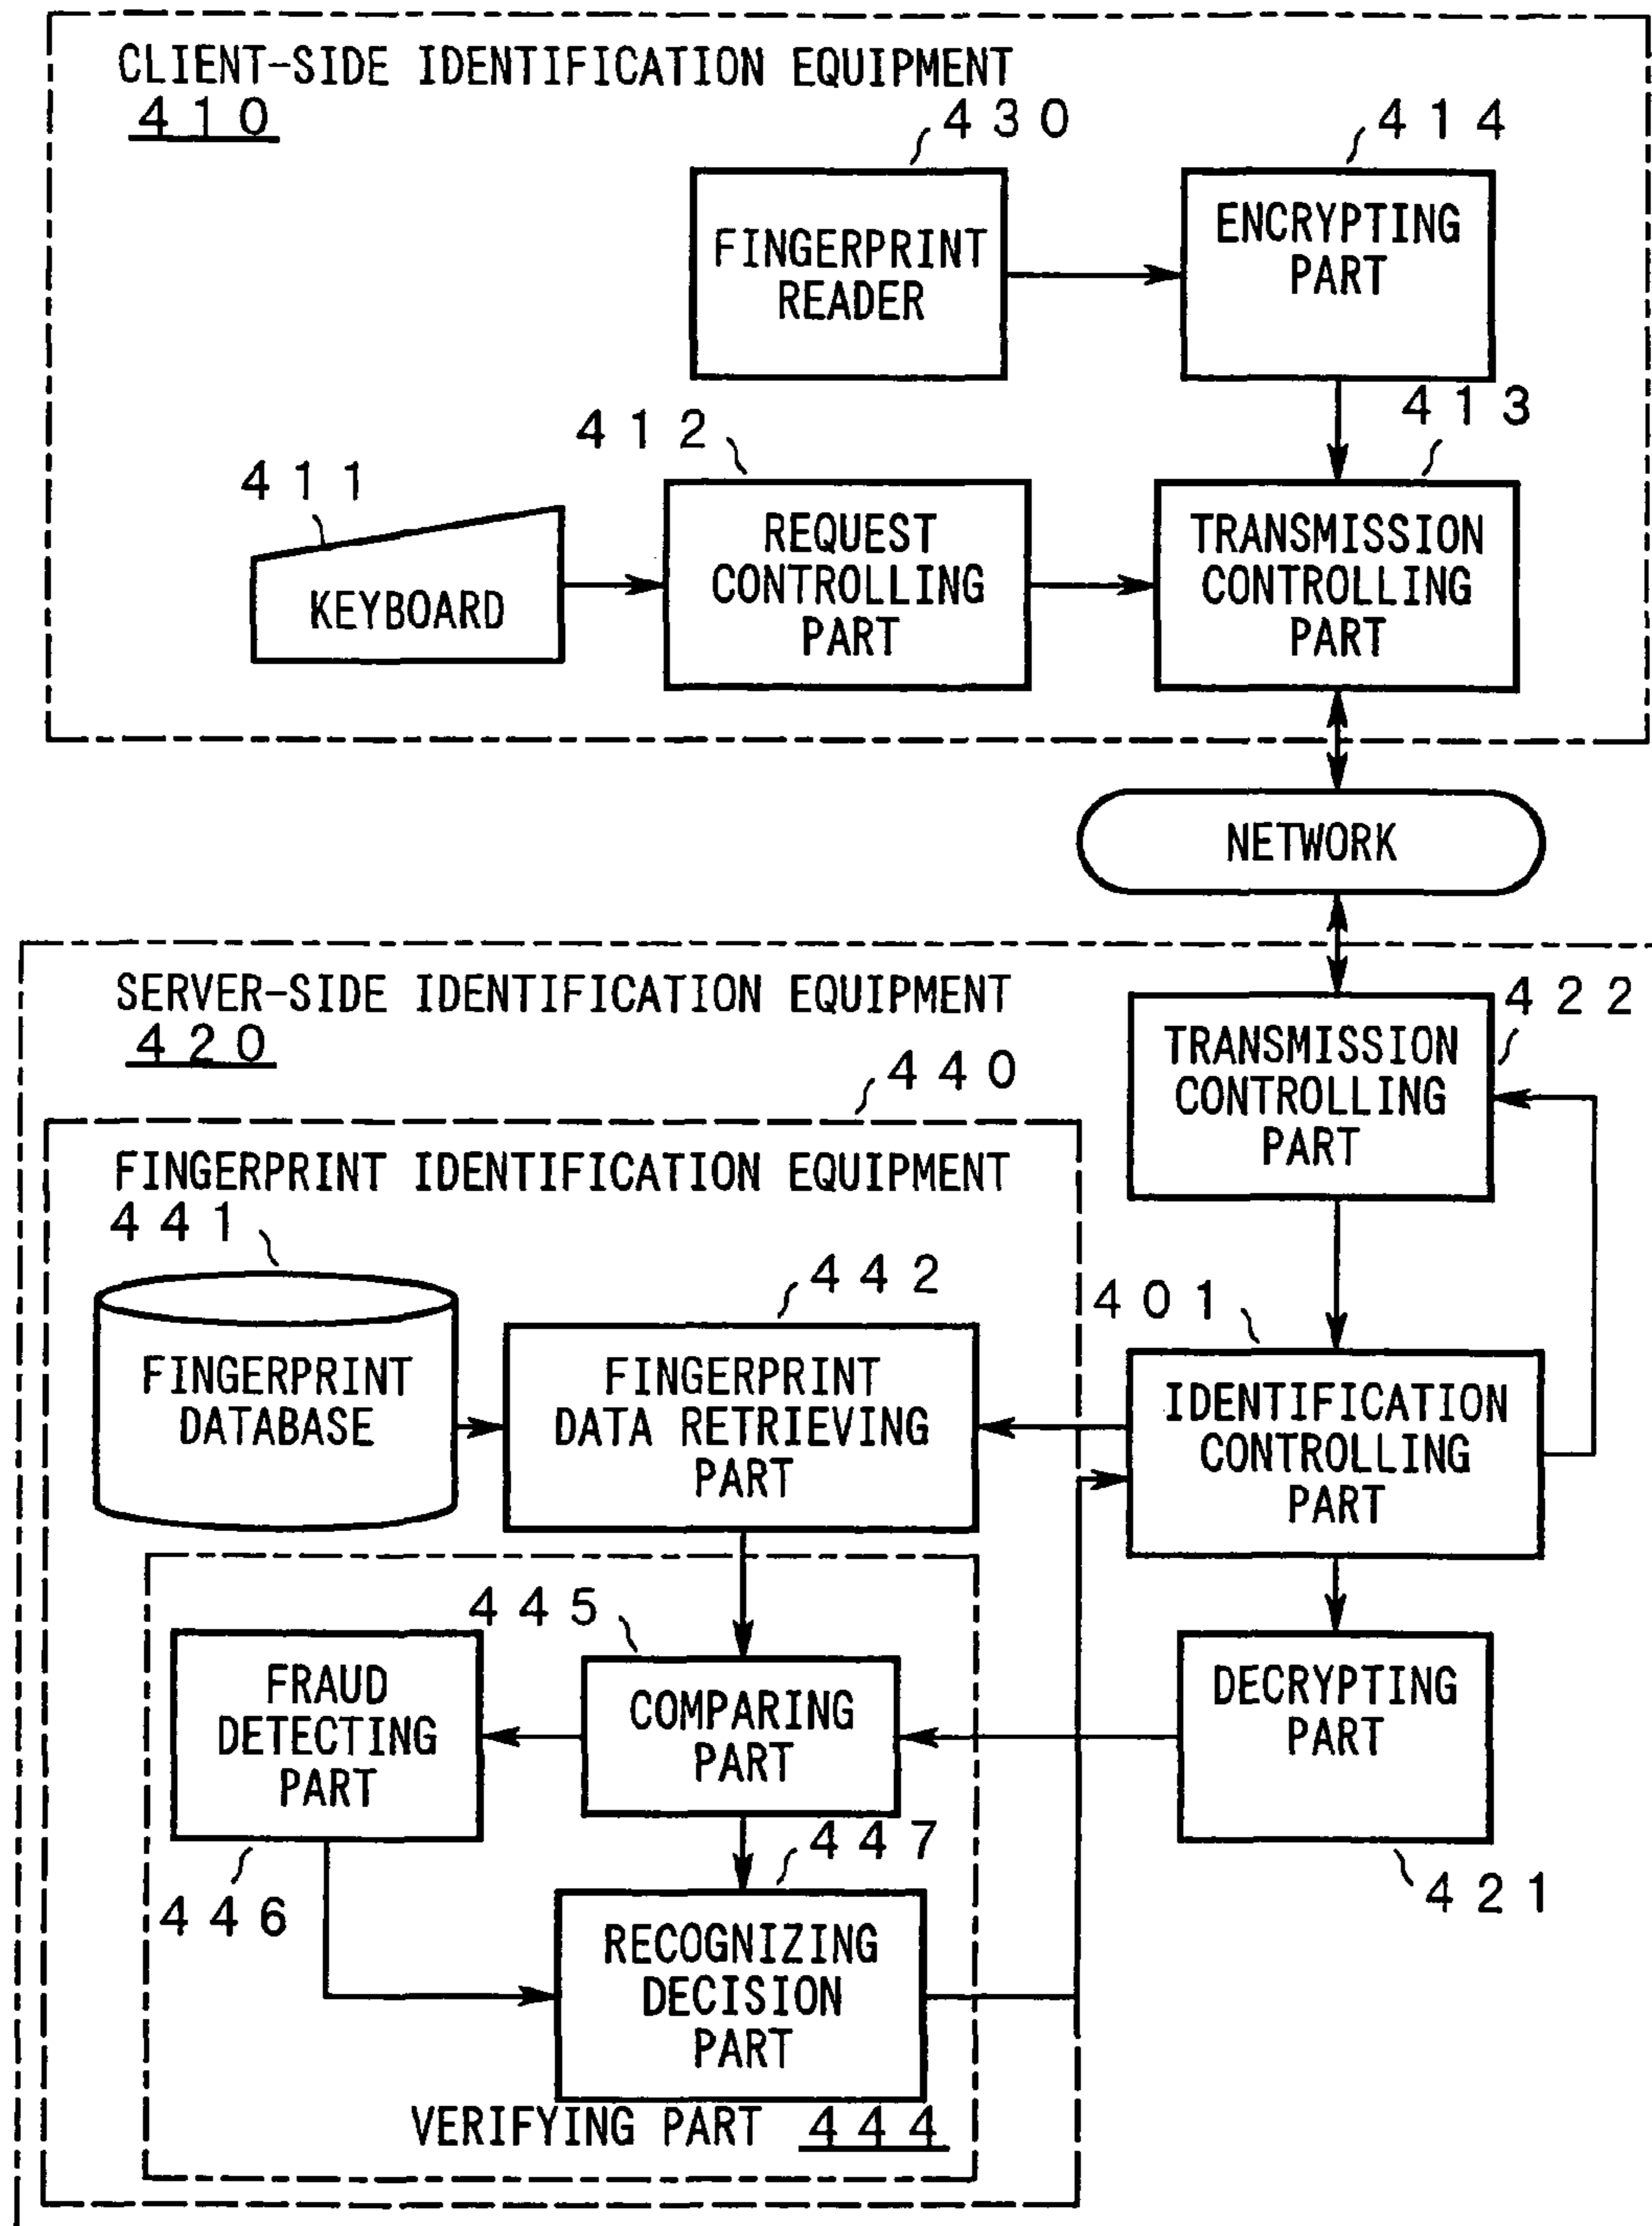 CLIENT-SIDE IDENTIFICATION EQUIPMENT
410
430
414
FINGERPRINT
READER
ENCRYPTING
PART
412
413
411
KEYBOARD
REQUEST
CONTROLLING
PART
TRANSMISSION
CONTROLLING
PART
NETWORK
SERVER-SIDE IDENTIFICATION EQUIPMENT
420
422
TRANSMISSION
CONTROLLING
PART
440
FINGERPRINT IDENTIFICATION EQUIPMENT
441
442
401
FINGERPRINT
DATABASE
FINGERPRINT
DATA RETRIEVING
PART
IDENTIFICATION
CONTROLLING
PART
445
FRAUD
DETECTING
PART
COMPARING
PART
DECRYPTING
PART
447
446
421
RECOGNIZING
DECISION
PART
VERIFYING PART 444